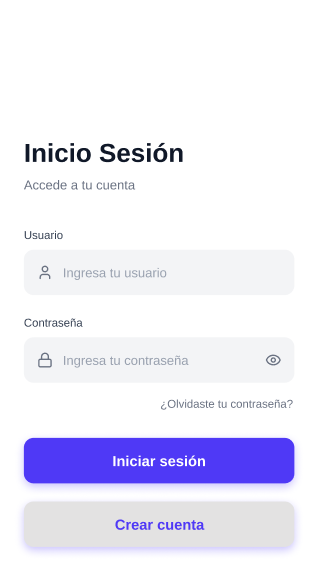 Inicio Sesión
Accede a tu cuenta
Usuario
Ingresa tu usuario
Contraseña
Ingresa tu contraseña
¿Olvidaste tu contraseña?
Iniciar sesión
Crear cuenta